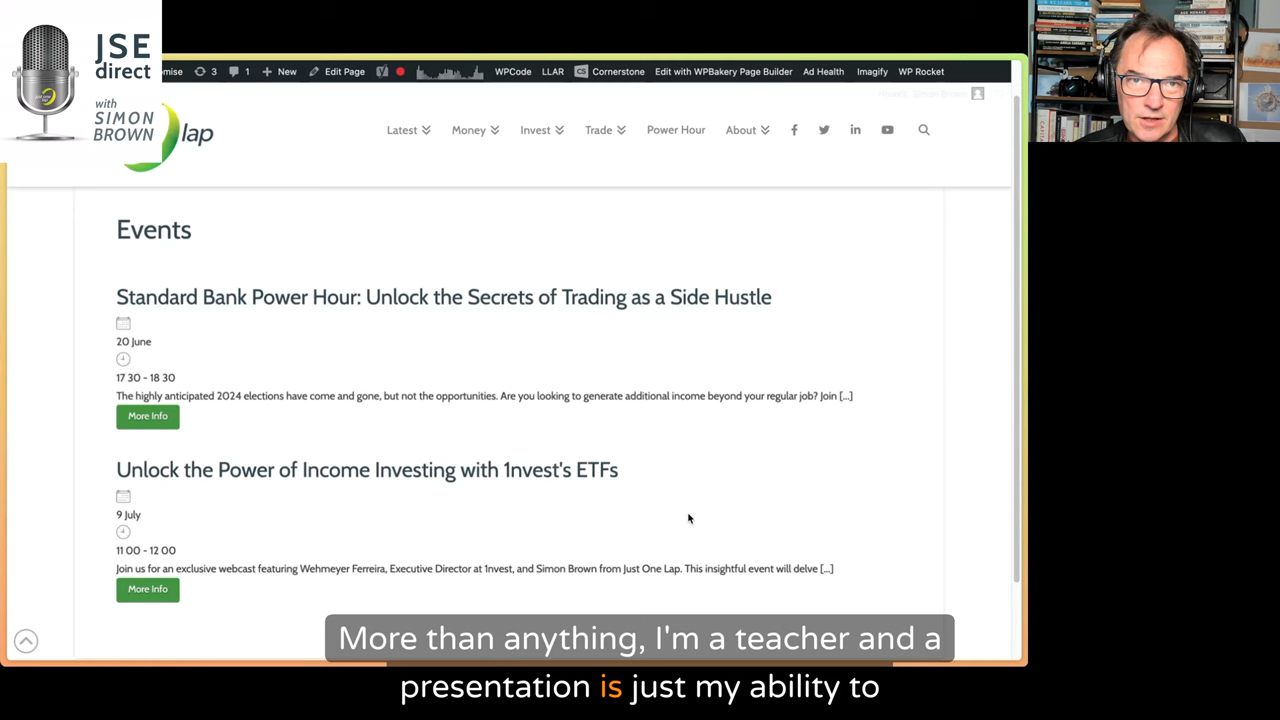 JSE
direct
with
SIMON
BROWN
lap
omise
3
1
New
Edit Page
WPCode
LLAR
CS
Cornerstone
Edit with WPBakery Page Builder
Ad Health
Imagify
WP Rocket
Simon Brown
Latest
Money
Invest
Trade
Power Hour
About
Events
Standard Bank Power Hour: Unlock the Secrets of Trading as a Side Hustle
20 June
17 30 - 18 30
The highly anticipated 2024 elections have come and gone, but not the opportunities. Are you looking to generate additional income beyond your regular job? Join [...]
More Info
Unlock the Power of Income Investing with 1nvest's ETFs
9 July
11 00 - 12 00
Join us for an exclusive webcast featuring Wehmeyer Ferreira, Executive Director at 1nvest, and Simon Brown from Just One Lap. This insightful event will delve [...]
More Info
More than anything, I'm a teacher and a
presentation is just my ability to